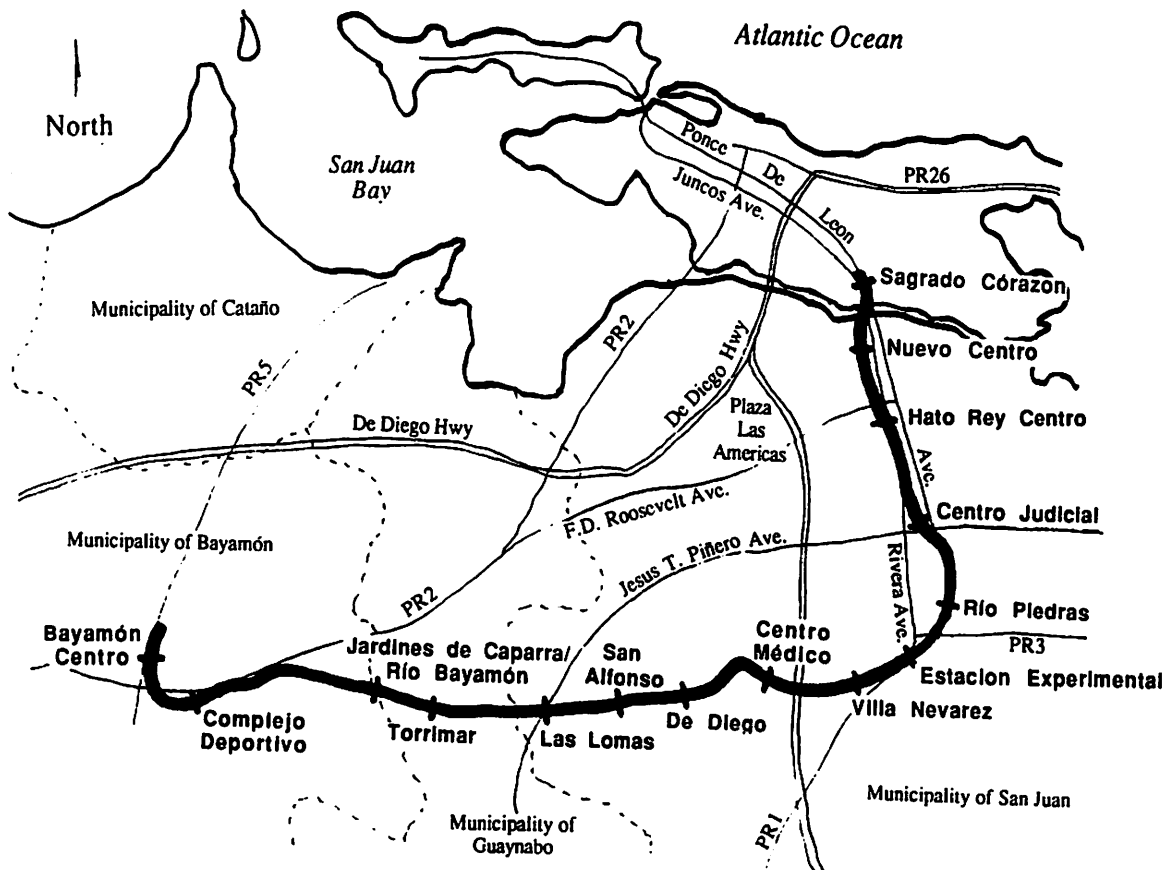 Atlantic Ocean
North
San Juan
Bay
Ponce
De
Leon
Juncos Ave.
PR26
Sagrado Córazón
Municipality of Cataño
PR2
Nuevo Centro
PR5
De Diego Hwy
Plaza
Las
Americas
Hato Rey Centro
De Diego Hwy
Ave.
F.D. Roosevelt Ave.
Centro Judicial
Municipality of Bayamón
Jesus T. Piñero Ave.
Rivera Ave.
PR2
Río Piedras
Bayamón
Centro
Jardines de Caparra/
Río Bayamón
San
Alfonso
Centro
Médico
PR3
Estacion Experimental
Complejo
Deportivo
Torrimar
Las Lomas
De Diego
Villa Nevarez
Municipality of San Juan
Municipality of
Guaynabo
PR1